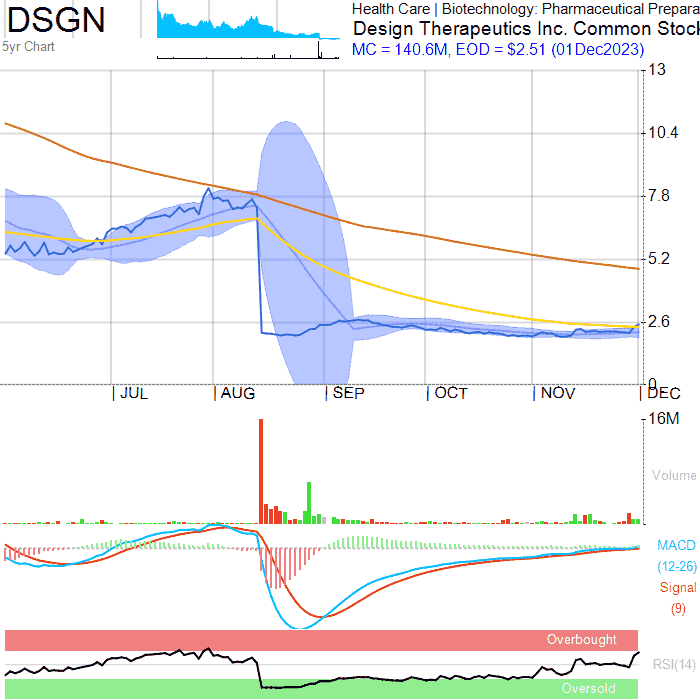 DSGN
5yr Chart
Health Care | Biotechnology: Pharmaceutical Prepara
Design Therapeutics Inc. Common Stock
MC = 140.6M, EOD = $2.51 (01Dec2023)
13
10.4
7.8
5.2
2.6
0
| JUL | AUG | SEP | OCT | NOV | DEC
16M
Volume
MACD
(12-26)
Signal
(9)
Overbought
RSI(14)
Oversold